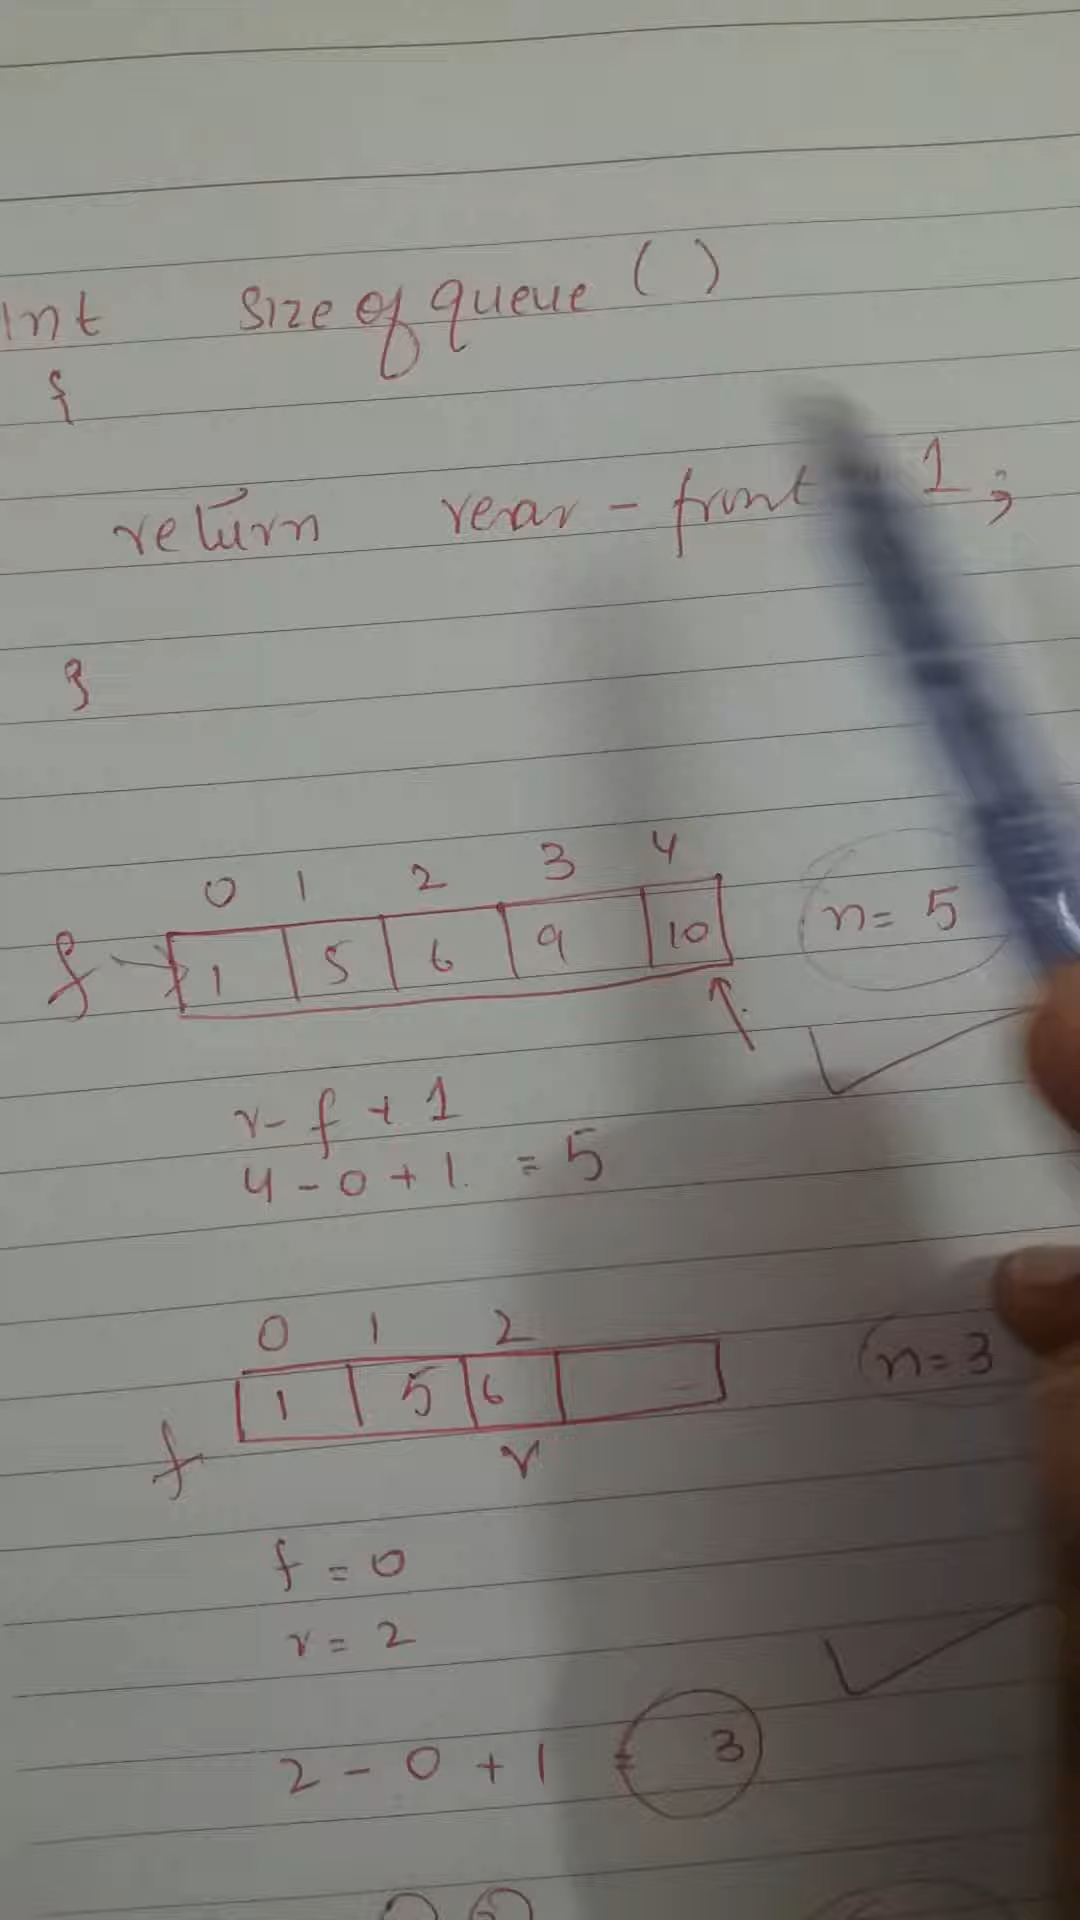 int size of queue ( )
{
return rear - front 1 ;
}
0 1 2 3 4
f 1 5 6 9 10 n = 5
r - f + 1
4 - 0 + 1 . = 5
0 1 2
1 5 6 n = 3
f r
f = 0
r = 2
2 - 0 + 1 = 3